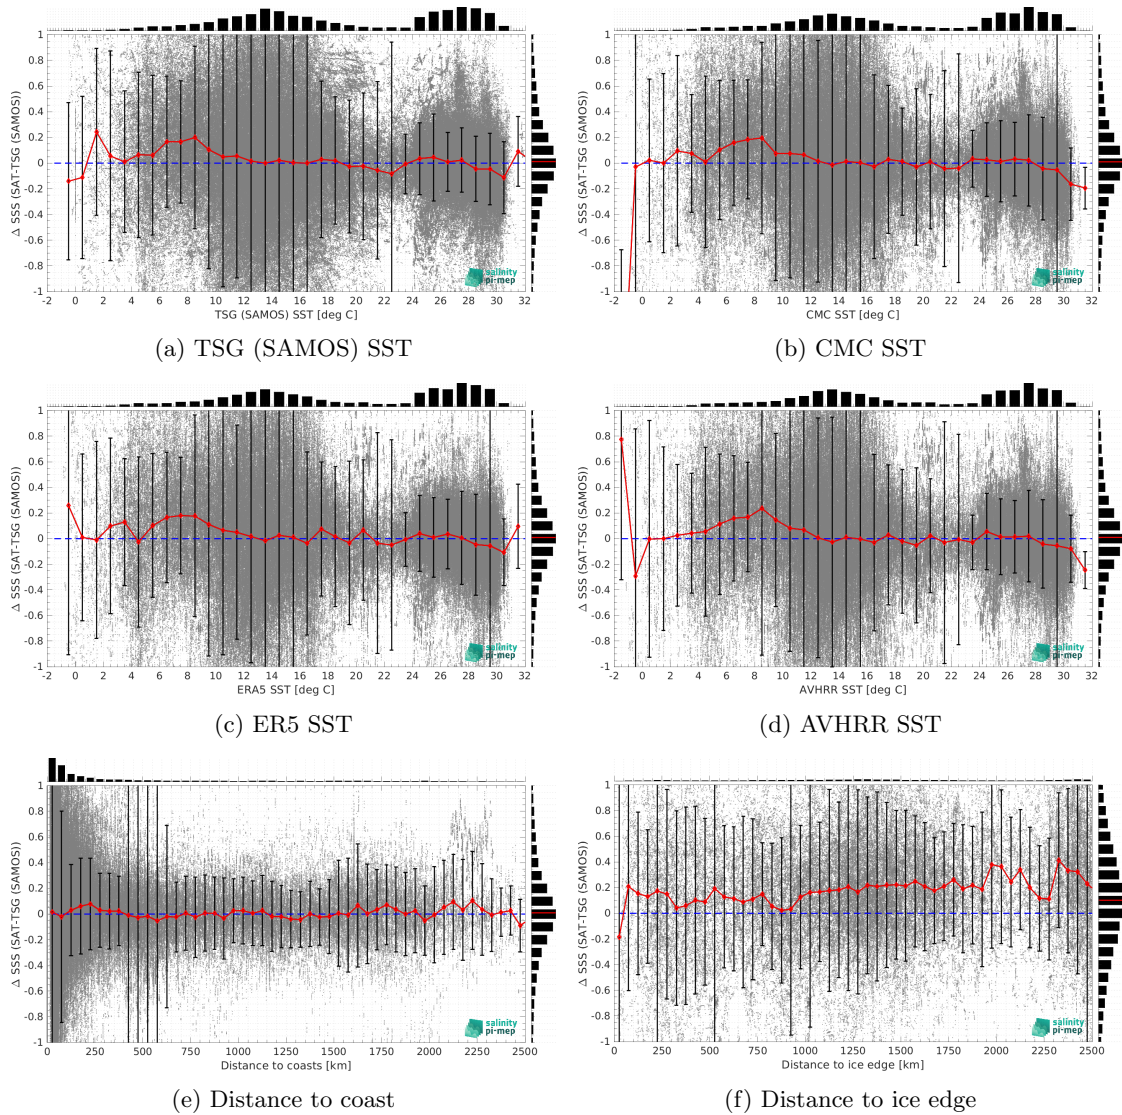 1
0.8
0.6
0.4
0.2
0
-0.2
-0.4
-0.6
-0.8
-1
Δ SSS (SAT-TSG (SAMOS))
-2 0 2 4 6 8 10 12 14 16 18 20 22 24 26 28 30 32
TSG (SAMOS) SST [deg C]
salinity
pi-mep
(a) TSG (SAMOS) SST
1
0.8
0.6
0.4
0.2
0
-0.2
-0.4
-0.6
-0.8
-1
Δ SSS (SAT-TSG (SAMOS))
-2 0 2 4 6 8 10 12 14 16 18 20 22 24 26 28 30 32
CMC SST [deg C]
salinity
pi-mep
(b) CMC SST
1
0.8
0.6
0.4
0.2
0
-0.2
-0.4
-0.6
-0.8
-1
Δ SSS (SAT-TSG (SAMOS))
-2 0 2 4 6 8 10 12 14 16 18 20 22 24 26 28 30 32
ERA5 SST [deg C]
salinity
pi-mep
(c) ER5 SST
1
0.8
0.6
0.4
0.2
0
-0.2
-0.4
-0.6
-0.8
-1
Δ SSS (SAT-TSG (SAMOS))
-2 0 2 4 6 8 10 12 14 16 18 20 22 24 26 28 30 32
AVHRR SST [deg C]
salinity
pi-mep
(d) AVHRR SST
1
0.8
0.6
0.4
0.2
0
-0.2
-0.4
-0.6
-0.8
-1
Δ SSS (SAT-TSG (SAMOS))
0 250 500 750 1000 1250 1500 1750 2000 2250 2500
Distance to coasts [km]
salinity
pi-mep
(e) Distance to coast
1
0.8
0.6
0.4
0.2
0
-0.2
-0.4
-0.6
-0.8
-1
Δ SSS (SAT-TSG (SAMOS))
0 250 500 750 1000 1250 1500 1750 2000 2250 2500
Distance to ice edge [km]
salinity
pi-mep
(f) Distance to ice edge